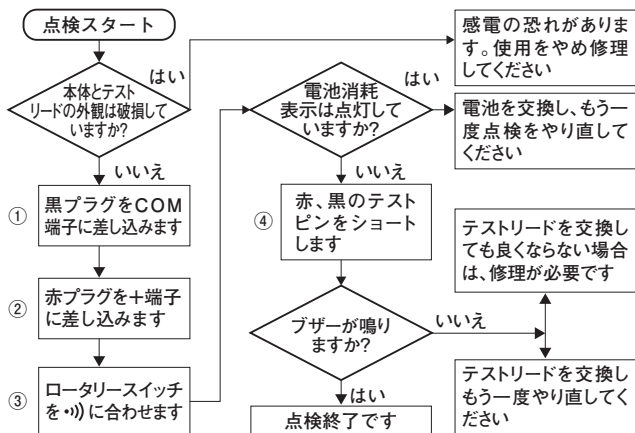 点検スタート
はい
本体とテスト
リードの外観は破損して
いますか?
いいえ
①
黒プラグをCOM
端子に差し込みます
②
赤プラグを+端子
に差し込みます
③
ロータリースイッチ
を･))) に合わせます
感電の恐れがあります
。使用をやめ修理
してください
電池消耗
表示は点灯して
いますか?
はい
電池を交換し、もう一
度点検をやり直して
ください
いいえ
④
赤、黒のテスト
ピンをショート
します
ブザーが鳴り
ますか?
いいえ
テストリードを交換し
ても良くならない場合
は、修理が必要です
テストリードを交換し
もう一度やり直してく
ださい
はい
点検終了です